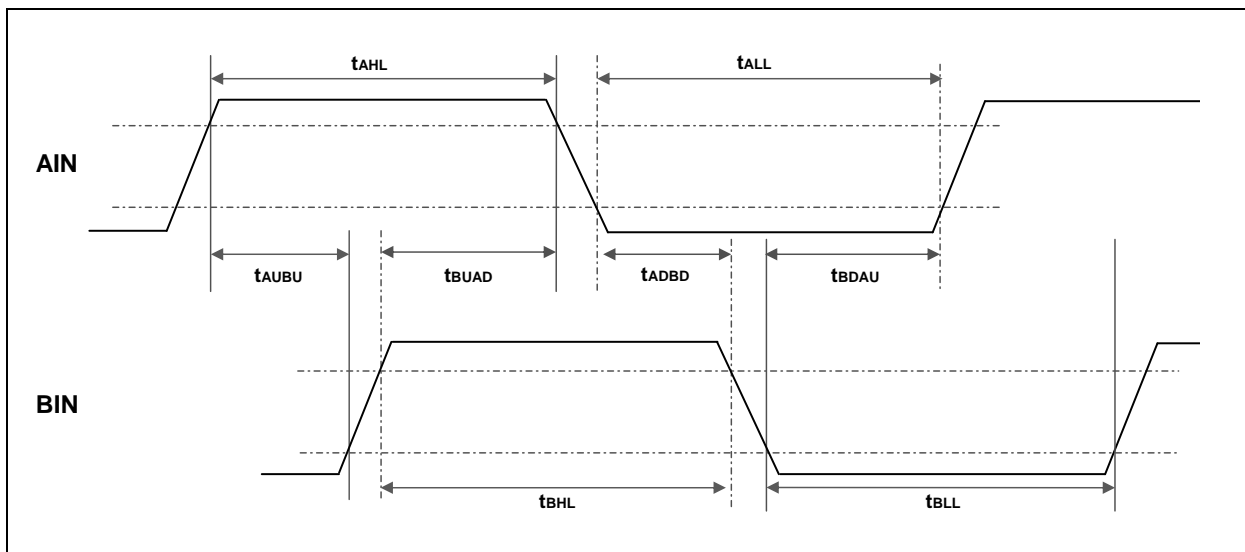 tAHL
tALL
AIN
tAUBU
tBUAD
tADBD
tBDAU
BIN
tBHL
tBLL